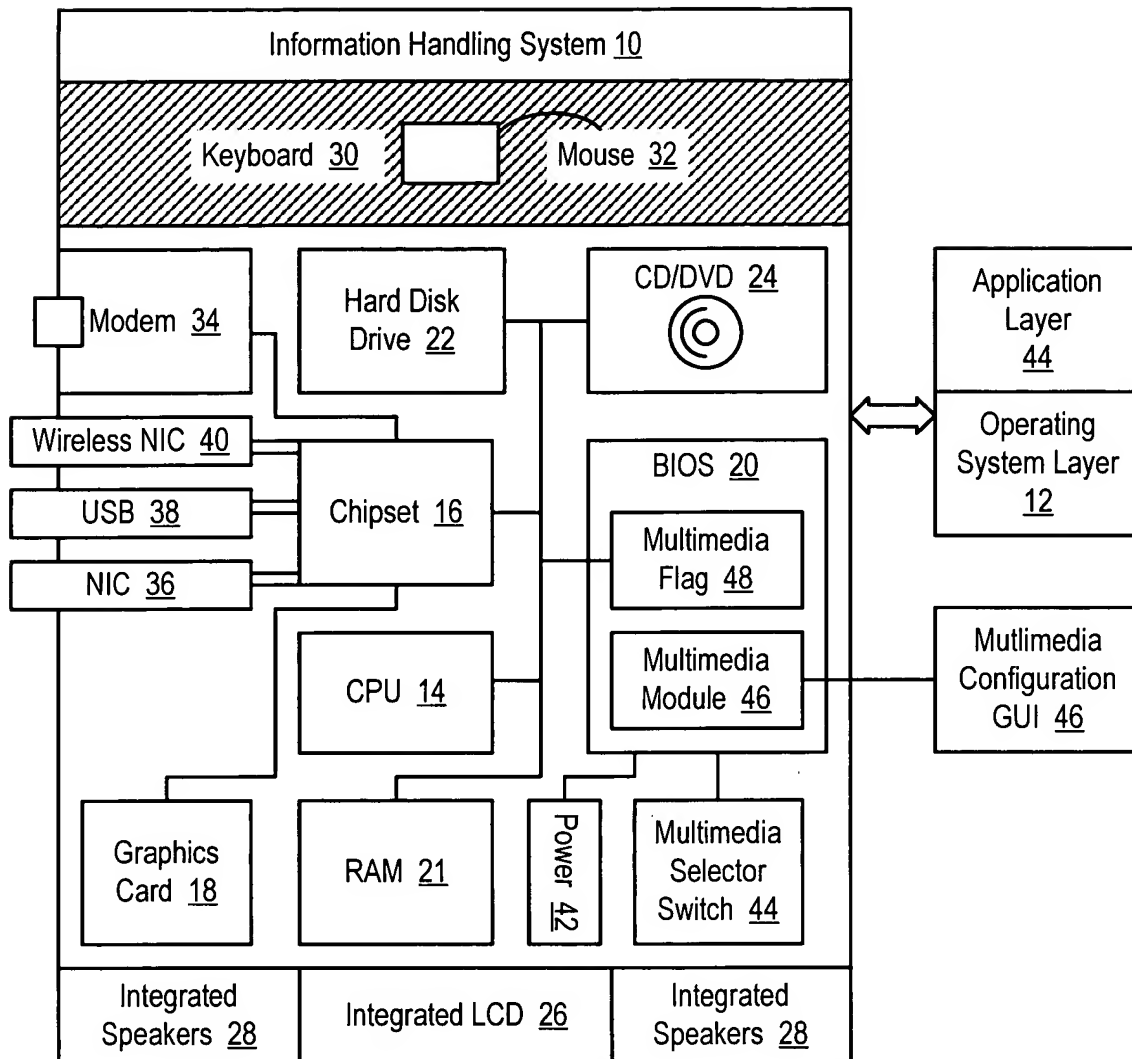 Information Handling System 10
Keyboard 30
Mouse 32
Modem 34
Hard Disk
Drive 22
CD/DVD 24
Application
Layer
44
Operating
System Layer
12
Wireless NIC 40
USB 38
NIC 36
Chipset 16
BIOS 20
Multimedia
Flag 48
Multimedia
Module 46
Mutlimedia
Configuration
GUI 46
CPU 14
Graphics
Card 18
RAM 21
Power 42
Multimedia
Selector
Switch 44
Integrated
Speakers 28
Integrated LCD 26
Integrated
Speakers 28